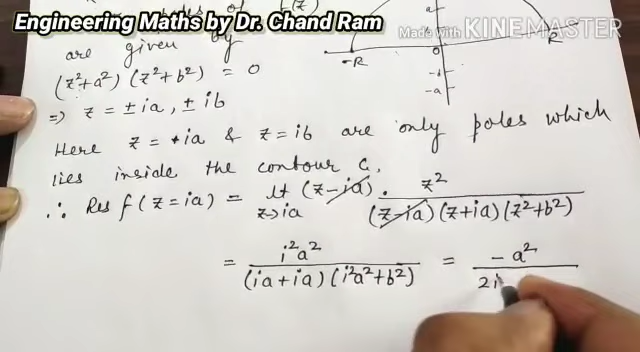 Engineering Maths by Dr. Chand Ram
Made with KINEMASTER
are given by
(z²+a²) (z²+b²) = 0
⇒ z = ± ia, ± ib
Here z = +ia & z = ib are only poles which
lies inside the contour C.
∴ Res f(z=ia) = lt z→ia (z-ia) . z² / (z-ia)(z+ia)(z²+b²)
= i²a² / (ia+ia)(i²a²+b²) = -a² / 2i
a
0
-R
R
-b
-a